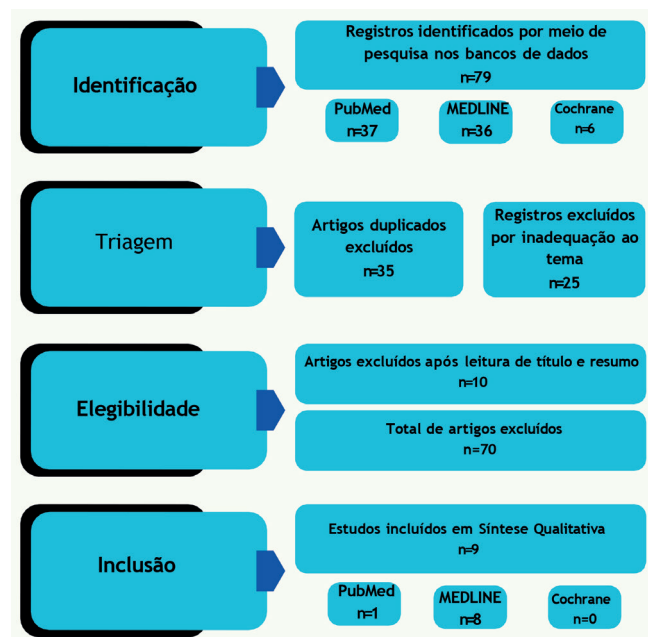 Identificação
Registros identificados por meio de
pesquisa nos bancos de dados
n=79
PubMed
n=37
MEDLINE
n=36
Cochrane
n=6
Triagem
Artigos duplicados
excluídos
n=35
Registros excluídos
por inadequação ao
tema
n=25
Elegibilidade
Artigos excluídos após leitura de título e resumo
n=10
Total de artigos excluídos
n=70
Inclusão
Estudos incluídos em Síntese Qualitativa
n=9
PubMed
n=1
MEDLINE
n=8
Cochrane
n=0